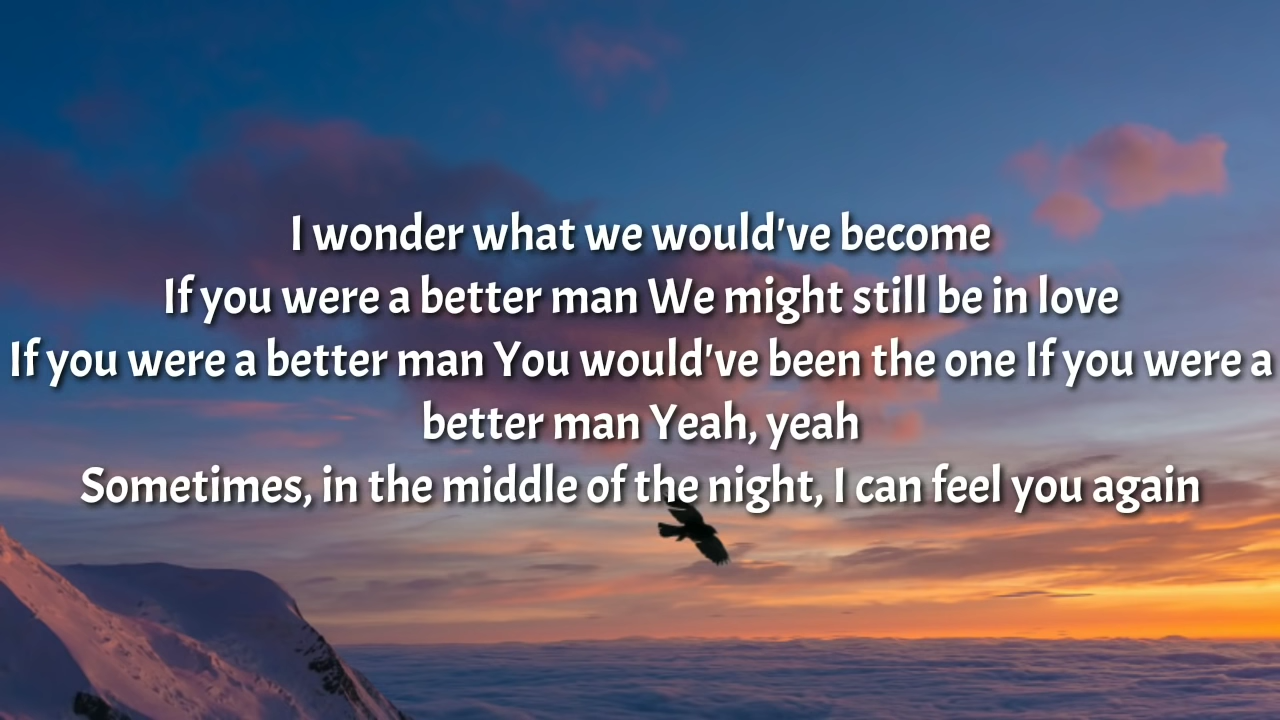 I wonder what we would've become
If you were a better man We might still be in love
If you were a better man You would've been the one If you were a
better man Yeah, yeah
Sometimes, in the middle of the night, I can feel you again